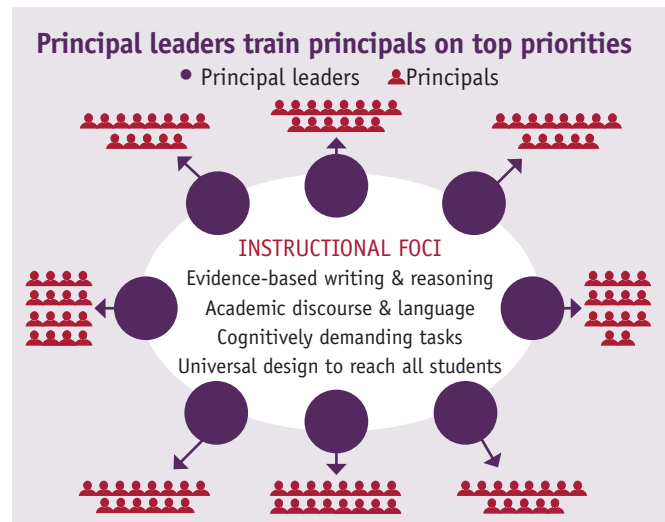 Principal leaders train principals on top priorities
Principal leaders Principals
INSTRUCTIONAL FOCI
Evidence-based writing & reasoning
Academic discourse & language
Cognitively demanding tasks
Universal design to reach all students